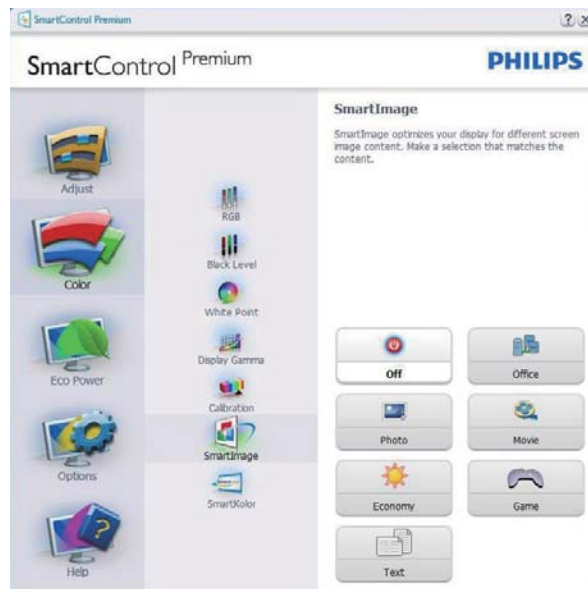 SmartControl Premium
SmartControl Premium
PHILIPS
Adjust
Color
Eco Power
Options
Help
RGB
Black Level
White Point
Display Gamma
Calibration
SmartImage
SmartKolor
SmartImage
SmartImage optimizes your display for different screen
image content. Make a selection that matches the
content.
Off
Office
Photo
Movie
Economy
Game
Text